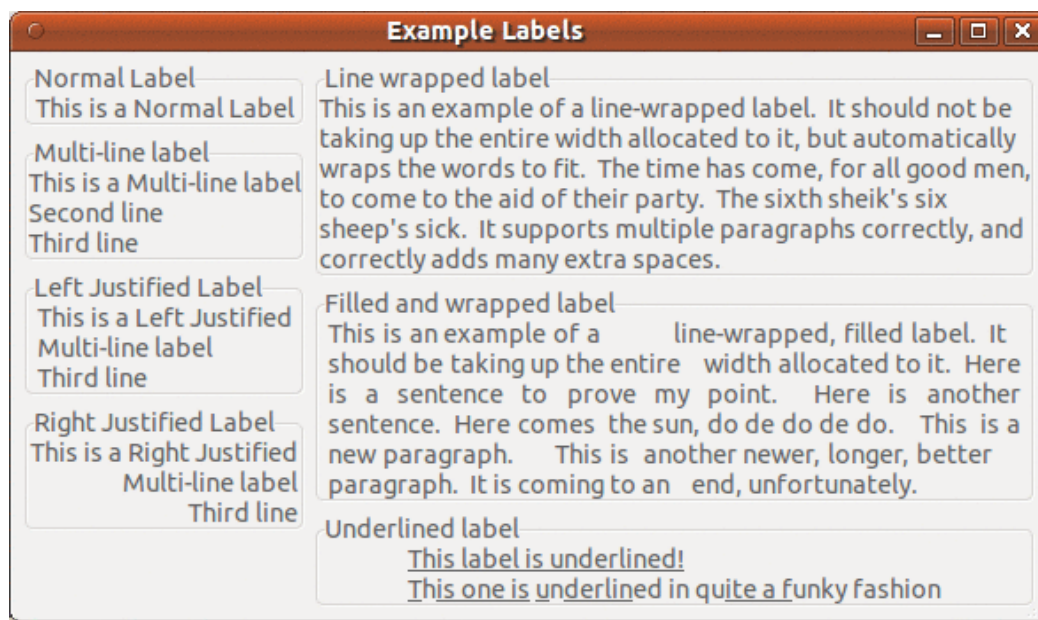 Example Labels
Normal Label
This is a Normal Label
Multi-line label
This is a Multi-line label
Second line
Third line
Left Justified Label
This is a Left Justified
Multi-line label
Third line
Right Justified Label
This is a Right Justified
Multi-line label
Third line
Line wrapped label
This is an example of a line-wrapped label.  It should not be
taking up the entire width allocated to it, but automatically
wraps the words to fit.  The time has come, for all good men,
to come to the aid of their party.  The sixth sheik's six
sheep's sick.  It supports multiple paragraphs correctly, and
correctly adds many extra spaces.
Filled and wrapped label
This is an example of a          line-wrapped, filled label.  It
should be taking up the entire   width allocated to it.  Here
is a sentence to prove my point.  Here is another
sentence.  Here comes  the sun, do de do de do.   This  is a
new paragraph.      This is  another newer, longer, better
paragraph.  It is coming to an   end, unfortunately.
Underlined label
This label is underlined!
This one is underlined in quite a funky fashion